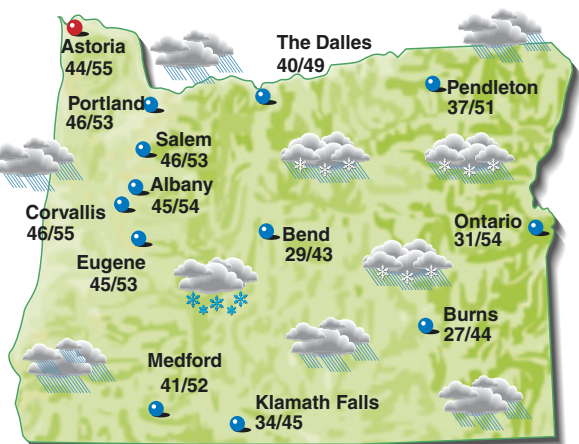 Astoria
44/55
The Dalles
40/49
Pendleton
37/51
Portland
46/53
Salem
46/53
Albany
45/54
Corvallis
46/55
Eugene
45/53
Bend
29/43
Ontario
31/54
Burns
27/44
Medford
41/52
Klamath Falls
34/45